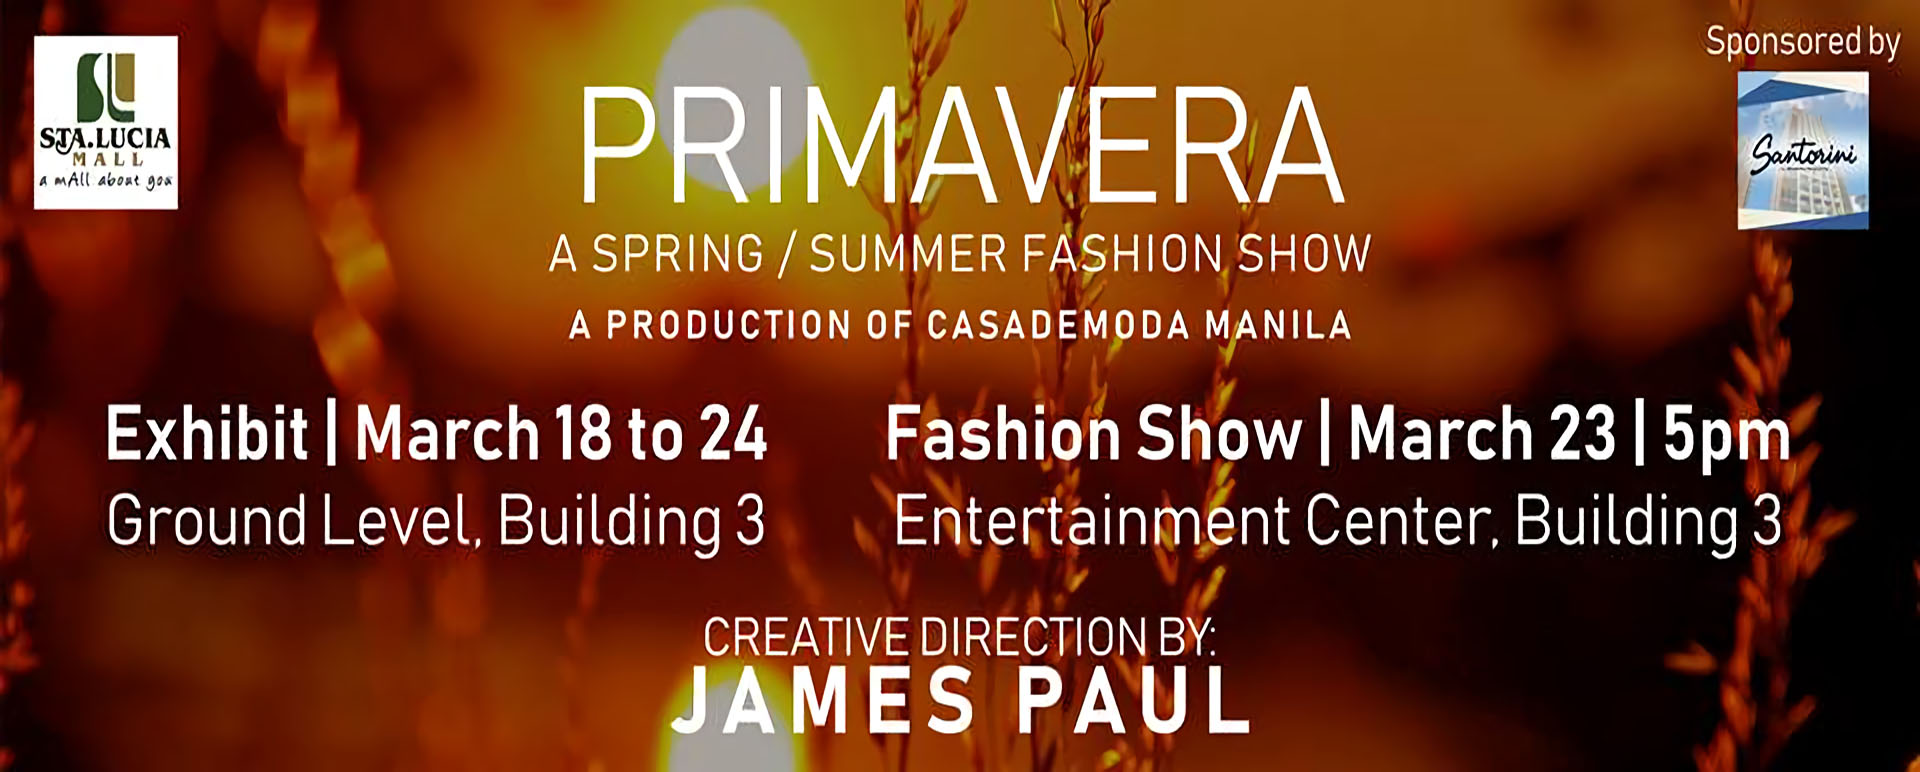 STA.LUCIA
MALL
a mAll about you
Sponsored by
Santorini
PRIMAVERA
A SPRING / SUMMER FASHION SHOW
A PRODUCTION OF CASADEMODA MANILA
Exhibit | March 18 to 24
Ground Level, Building 3
Fashion Show | March 23 | 5pm
Entertainment Center, Building 3
CREATIVE DIRECTION BY:
JAMES PAUL